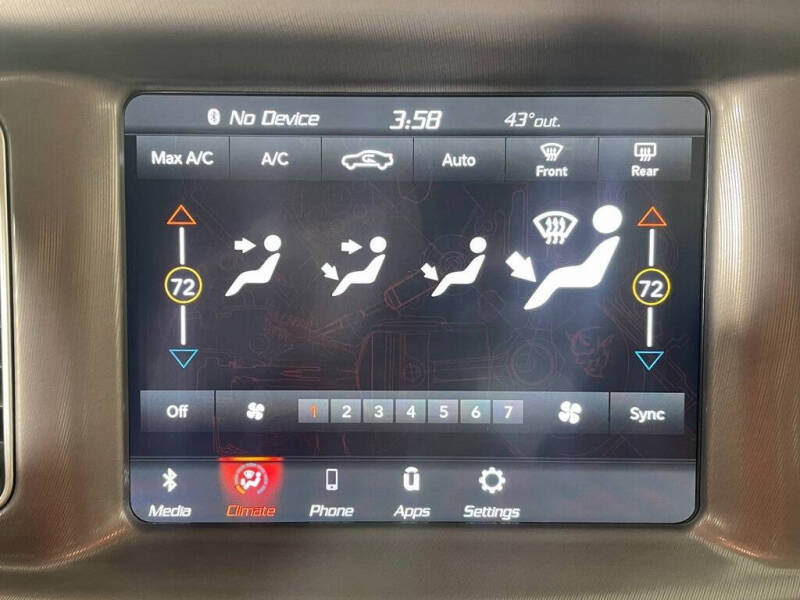 No Device 3:58 43°out.
Max A/C A/C Auto Front Rear
72 72
Off 1 2 3 4 5 6 7 Sync
Media Climate Phone Apps Settings